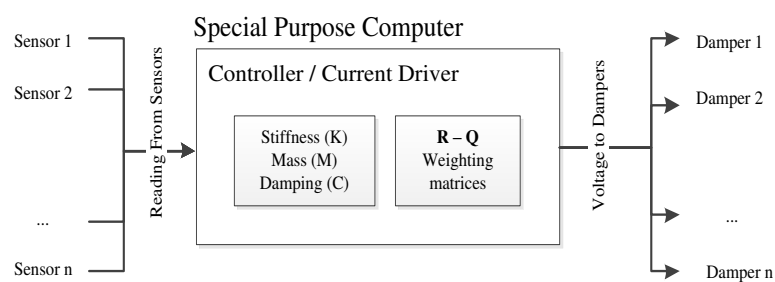 Special Purpose Computer
Sensor 1
Sensor 2
...
Sensor n
Reading From Sensors
Controller / Current Driver
Stiffness (K)
Mass (M)
Damping (C)
R – Q
Weighting
matrices
Voltage to Dampers
Damper 1
Damper 2
...
Damper n